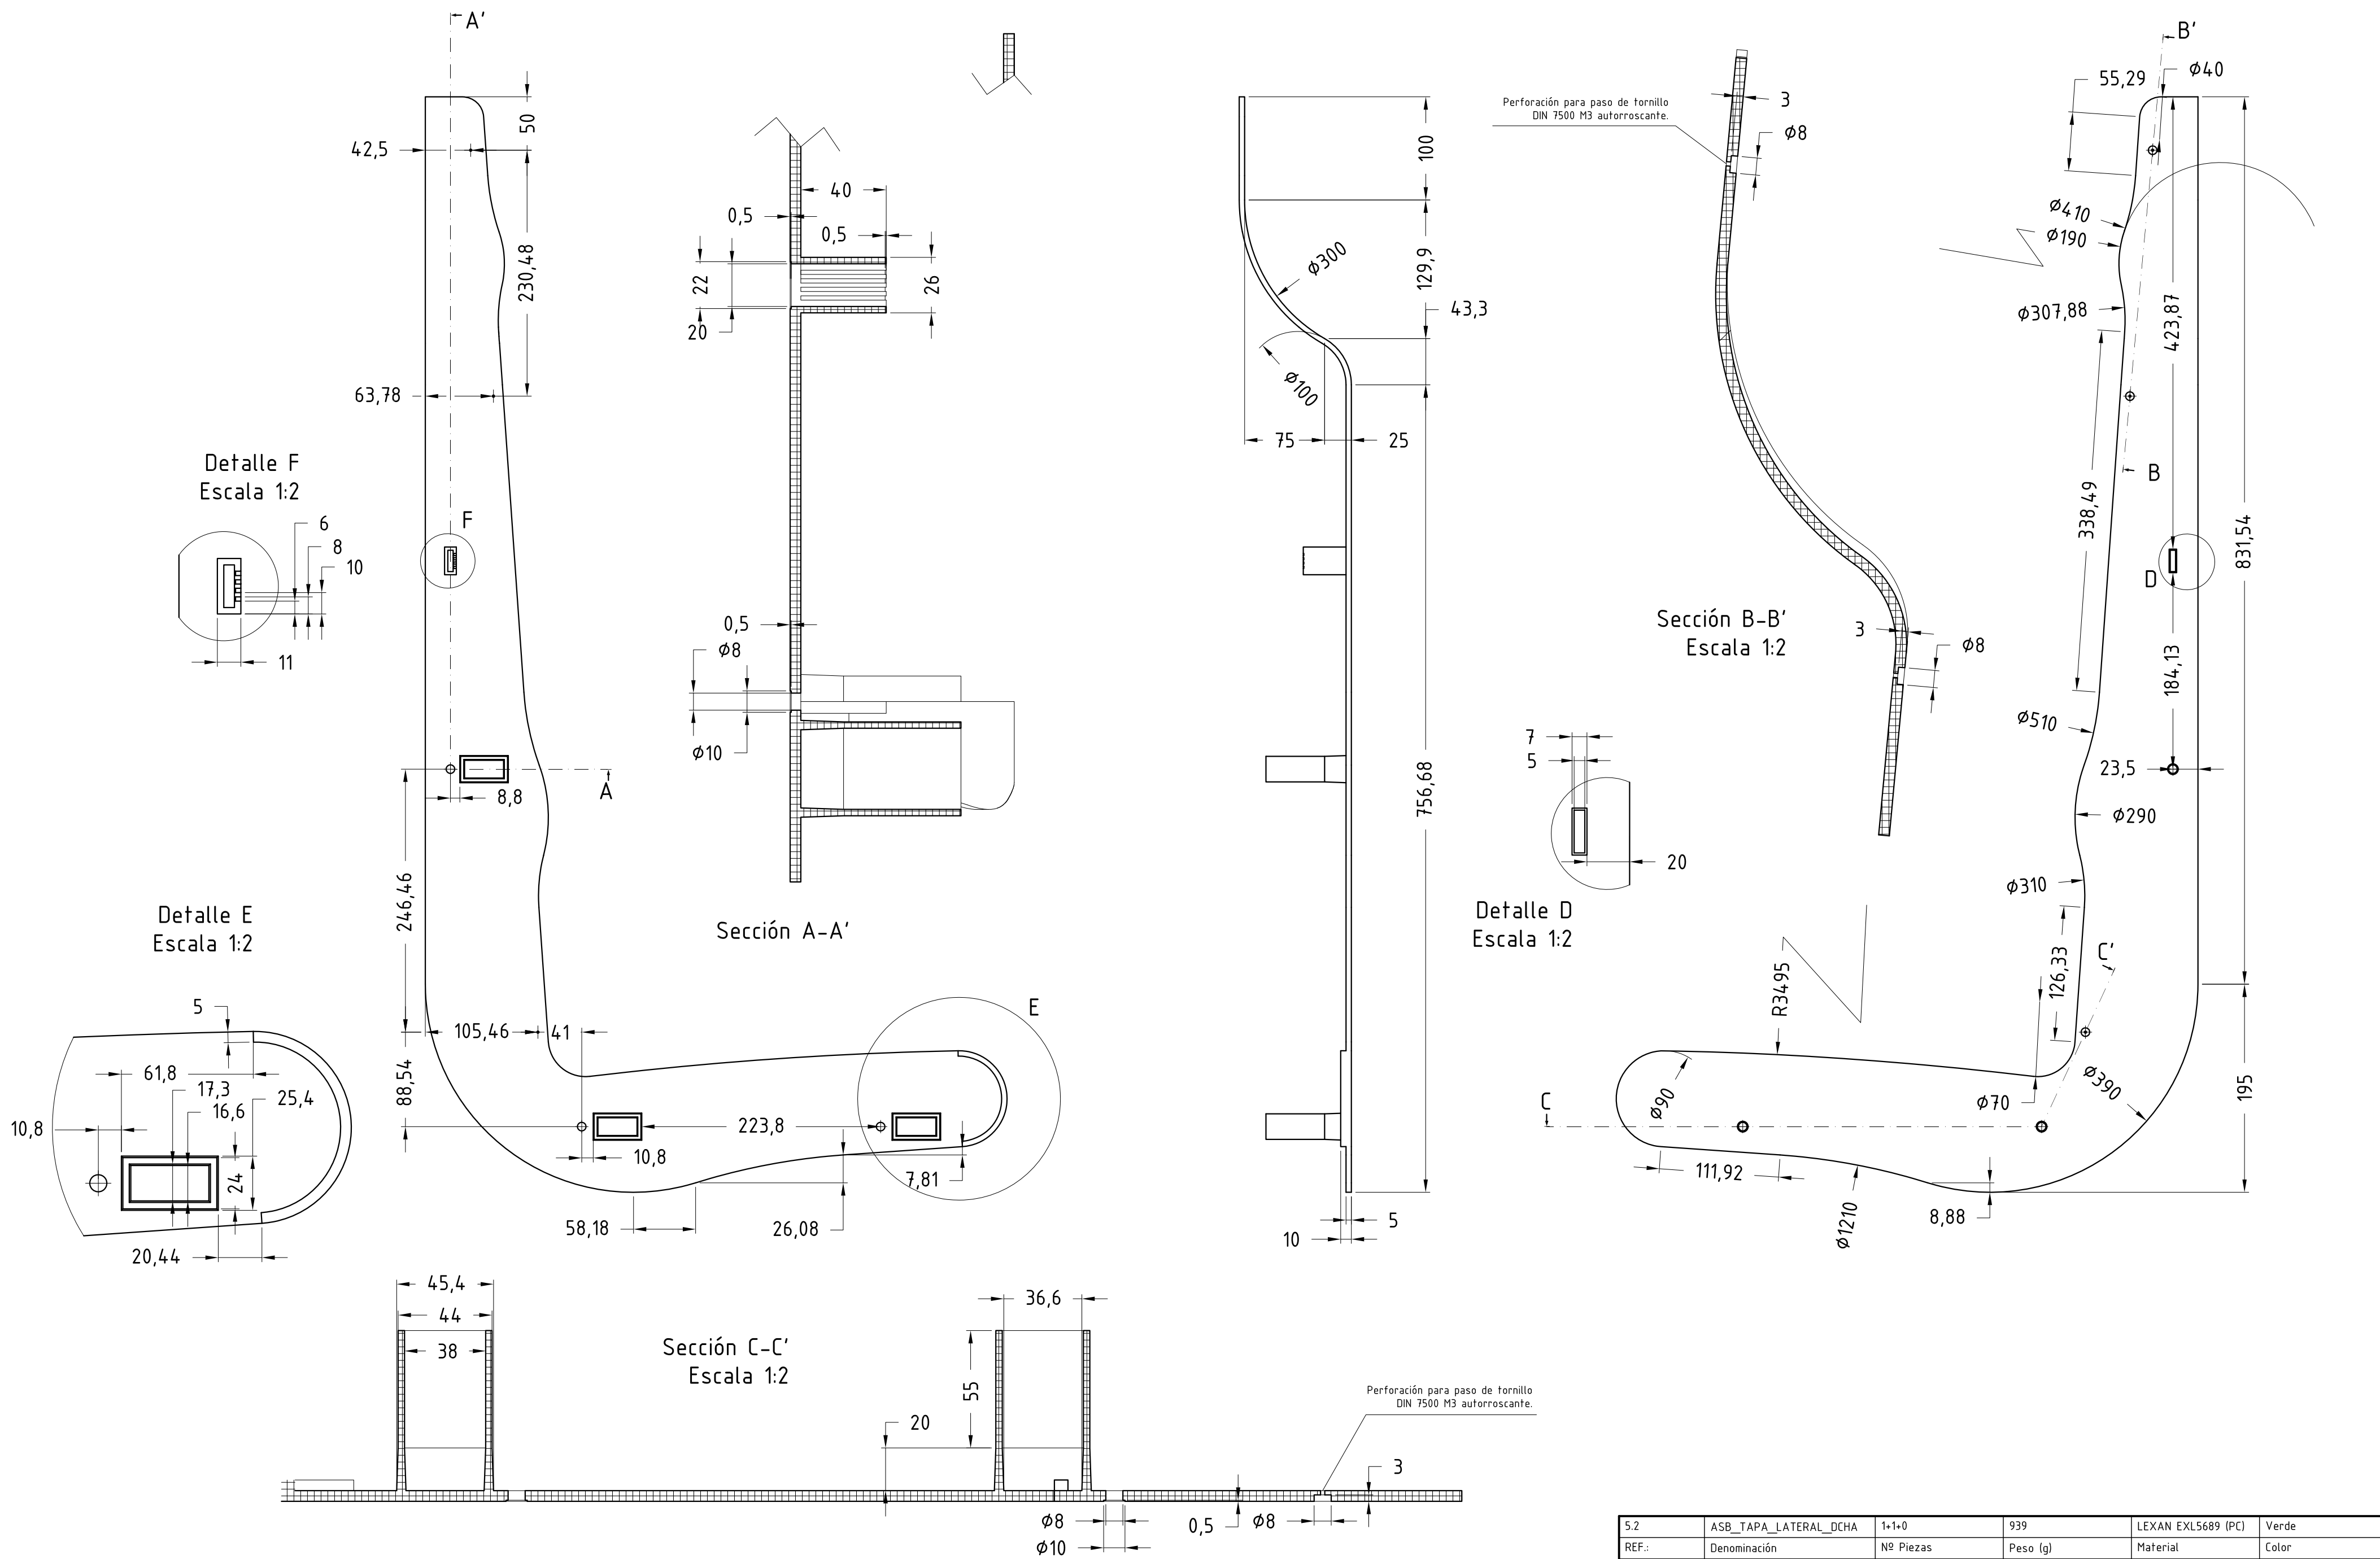 A'
50
42,5
230,48
63,78
Detalle F
Escala 1:2
6
8
10
11
F
8,8
A
246,46
105,46
41
88,54
223,8
10,8
58,18
26,08
7,81
E
Detalle E
Escala 1:2
5
61,8
17,3
16,6
25,4
10,8
24
20,44
40
0,5
0,5
22
20
26
0,5
Ø8
Ø10
Sección A-A'
100
129,9
Ø300
43,3
Ø100
75
25
756,68
5
10
Perforación para paso de tornillo
DIN 7500 M3 autorroscante.
3
Ø8
Sección B-B'
Escala 1:2
3
Ø8
7
5
20
Detalle D
Escala 1:2
B'
55,29
Ø40
Ø410
Ø190
Ø307,88
423,87
B
338,49
831,54
D
184,13
Ø510
23,5
Ø290
Ø310
126,33
C'
R3495
Ø390
195
C
Ø90
Ø70
111,92
Ø1210
8,88
45,4
44
38
Sección C-C'
Escala 1:2
36,6
55
20
Perforación para paso de tornillo
DIN 7500 M3 autorroscante.
3
Ø8
0,5
Ø8
Ø10
5.2 ASB_TAPA_LATERAL_DCHA 1+1+0 939 LEXAN EXL5689 (PC) Verde
REF.: Denominación Nº Piezas Peso (g) Material Color